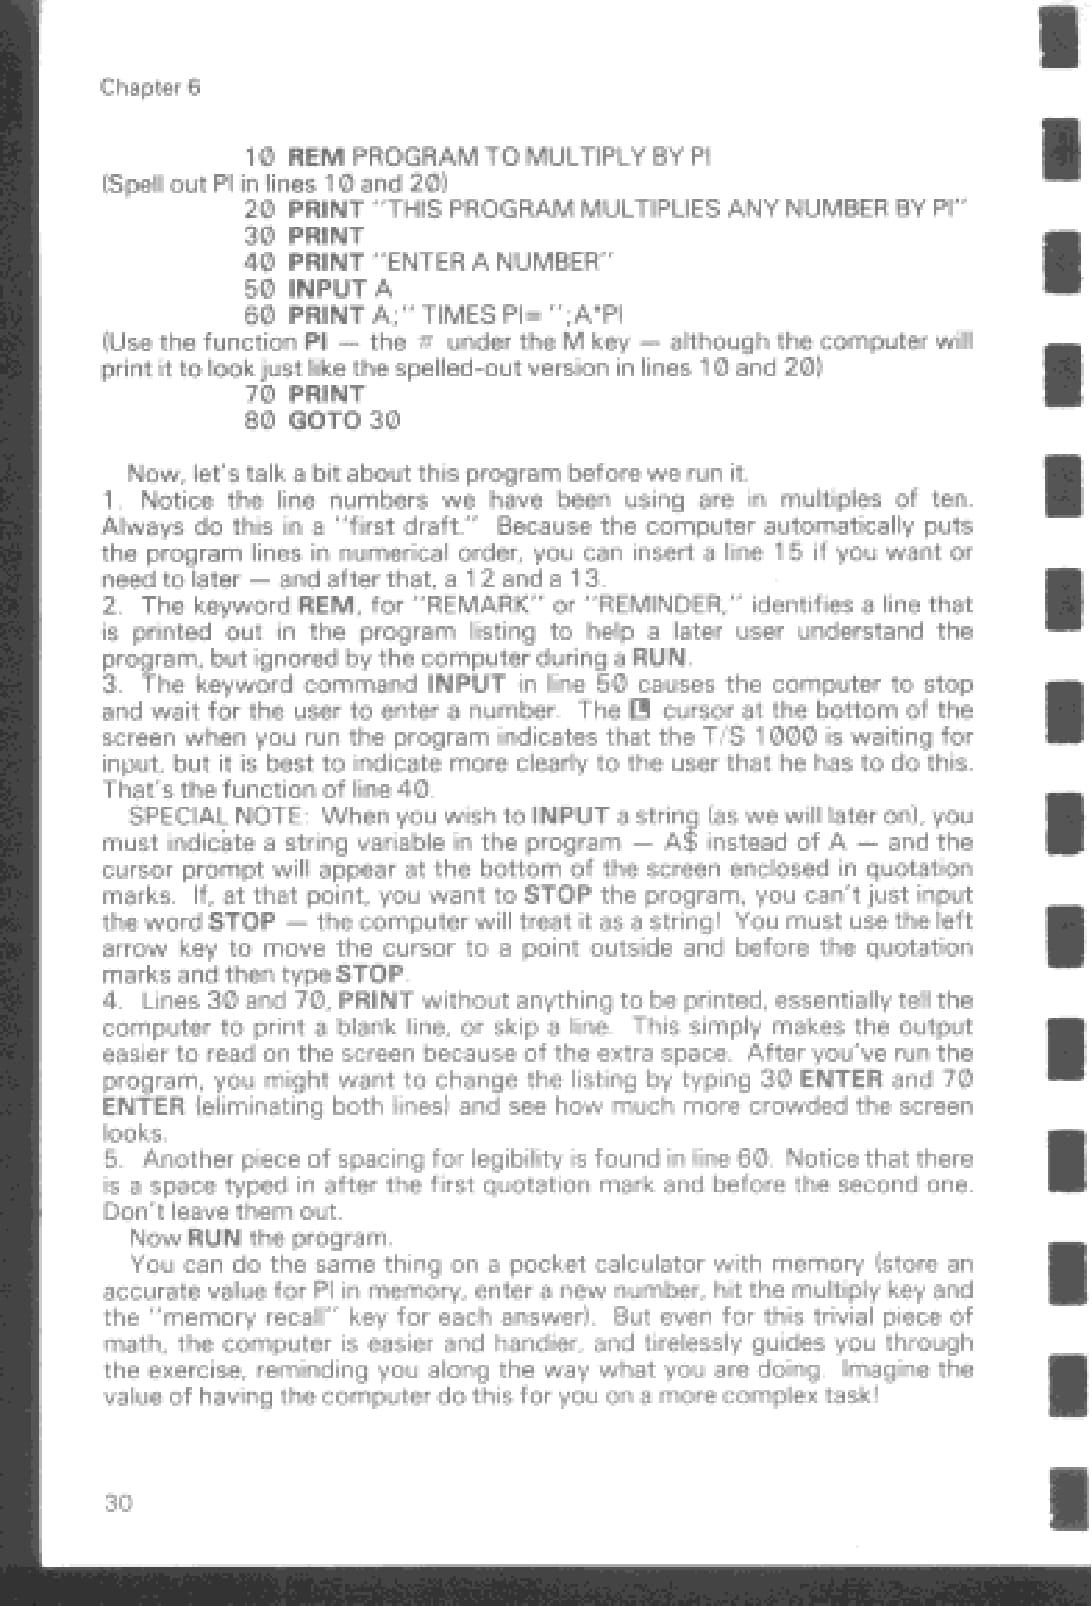 Chapter 6
10 REM PROGRAM TO MULTIPLY BY PI
(Spell out PI in lines 10 and 20)
20 PRINT "THIS PROGRAM MULTIPLIES ANY NUMBER BY PI"
30 PRINT
40 PRINT "ENTER A NUMBER"
50 INPUT A
60 PRINT A;" TIMES PI= ";A*PI
(Use the function PI — the π under the M key — although the computer will
print it to look just like the spelled-out version in lines 10 and 20)
70 PRINT
80 GOTO 30
Now, let's talk a bit about this program before we run it.
1. Notice the line numbers we have been using are in multiples of ten.
Always do this in a "first draft." Because the computer automatically puts
the program lines in numerical order, you can insert a line 15 if you want or
need to later — and after that, a 12 and a 13.
2. The keyword REM, for "REMARK" or "REMINDER," identifies a line that
is printed out in the program listing to help a later user understand the
program, but ignored by the computer during a RUN.
3. The keyword command INPUT in line 50 causes the computer to stop
and wait for the user to enter a number. The L cursor at the bottom of the
screen when you run the program indicates that the T/S 1000 is waiting for
input, but it is best to indicate more clearly to the user that he has to do this.
That's the function of line 40.
SPECIAL NOTE: When you wish to INPUT a string (as we will later on), you
must indicate a string variable in the program — A$ instead of A — and the
cursor prompt will appear at the bottom of the screen enclosed in quotation
marks. If, at that point, you want to STOP the program, you can't just input
the word STOP — the computer will treat it as a string! You must use the left
arrow key to move the cursor to a point outside and before the quotation
marks and then type STOP.
4. Lines 30 and 70, PRINT without anything to be printed, essentially tell the
computer to print a blank line, or skip a line. This simply makes the output
easier to read on the screen because of the extra space. After you've run the
program, you might want to change the listing by typing 30 ENTER and 70
ENTER (eliminating both lines) and see how much more crowded the screen
looks.
5. Another piece of spacing for legibility is found in line 60. Notice that there
is a space typed in after the first quotation mark and before the second one.
Don't leave them out.
Now RUN the program.
You can do the same thing on a pocket calculator with memory (store an
accurate value for PI in memory, enter a new number, hit the multiply key and
the "memory recall" key for each answer). But even for this trivial piece of
math, the computer is easier and handier, and tirelessly guides you through
the exercise, reminding you along the way what you are doing. Imagine the
value of having the computer do this for you on a more complex task!
30